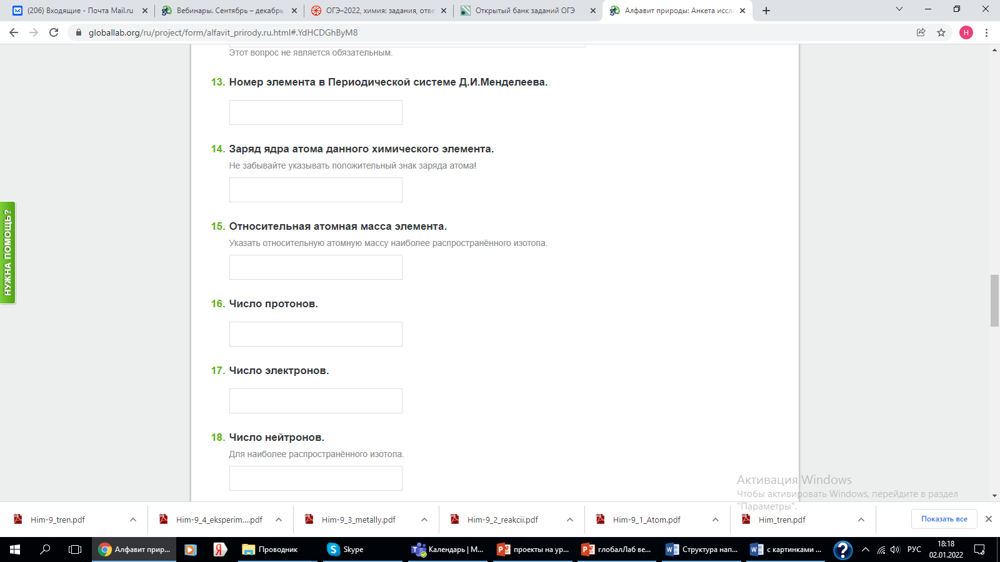 (206) Входящие - Почта Mail.ru
Вебинары. Сентябрь – декабрь
ОГЭ–2022, химия: задания, отве
Открытый банк заданий ОГЭ
Алфавит природы: Анкета иссл
globallab.org/ru/project/form/alfavit_prirody.ru.html#.YdHCDGhByM8
Н
Этот вопрос не является обязательным.
13. Номер элемента в Периодической системе Д.И.Менделеева.
14. Заряд ядра атома данного химического элемента.
Не забывайте указывать положительный знак заряда атома!
15. Относительная атомная масса элемента.
Указать относительную атомную массу наиболее распространённого изотопа.
НУЖНА ПОМОЩЬ?
16. Число протонов.
17. Число электронов.
18. Число нейтронов.
Для наиболее распространённого изотопа.
Активация Windows
Чтобы активировать Windows, перейдите в раздел
"Параметры".
Him-9_tren.pdf
Him-9_4_eksperim....pdf
Him-9_3_metally.pdf
Him-9_2_reakcii.pdf
Him-9_1_Atom.pdf
Him_tren.pdf
Показать все
Алфавит прир...
Проводник
Skype
Календарь | М...
проекты на ур...
глобалЛаб ве...
Структура нап...
с картинками ...
РУС
18:18
02.01.2022